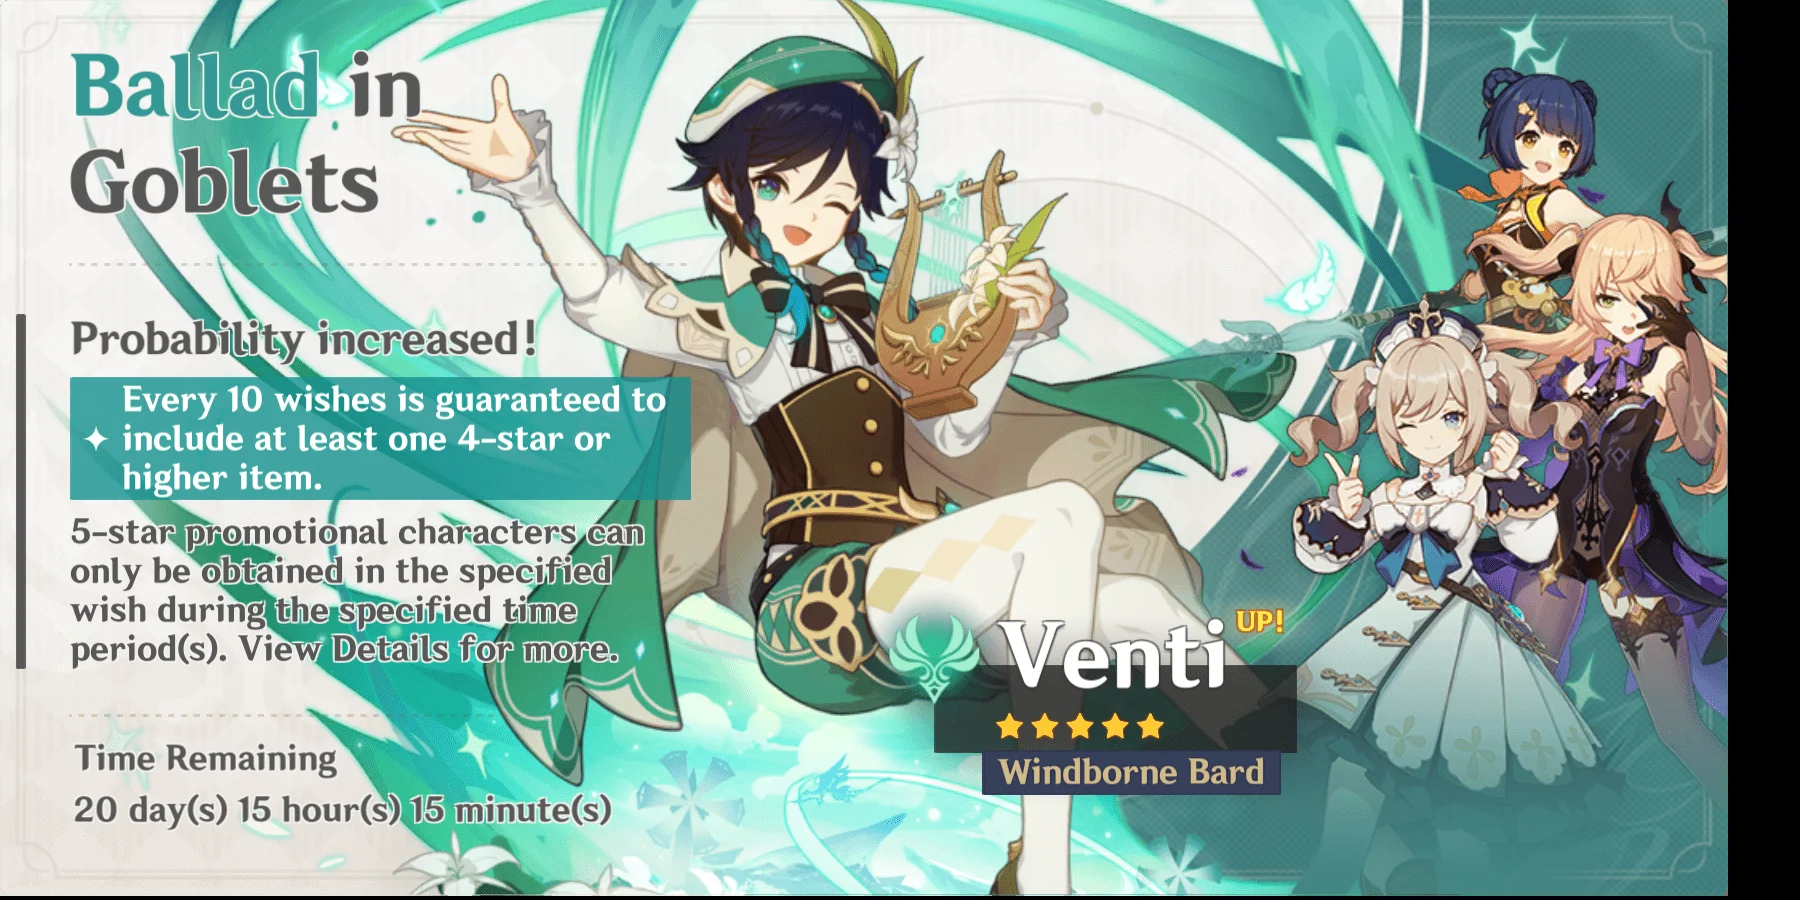 Ballad in
Goblets
Probability increased!
Every 10 wishes is guaranteed to
include at least one 4-star or
higher item.
5-star promotional characters can
only be obtained in the specified
wish during the specified time
period(s). View Details for more.
Time Remaining
20 day(s) 15 hour(s) 15 minute(s)
Venti UP!
Windborne Bard